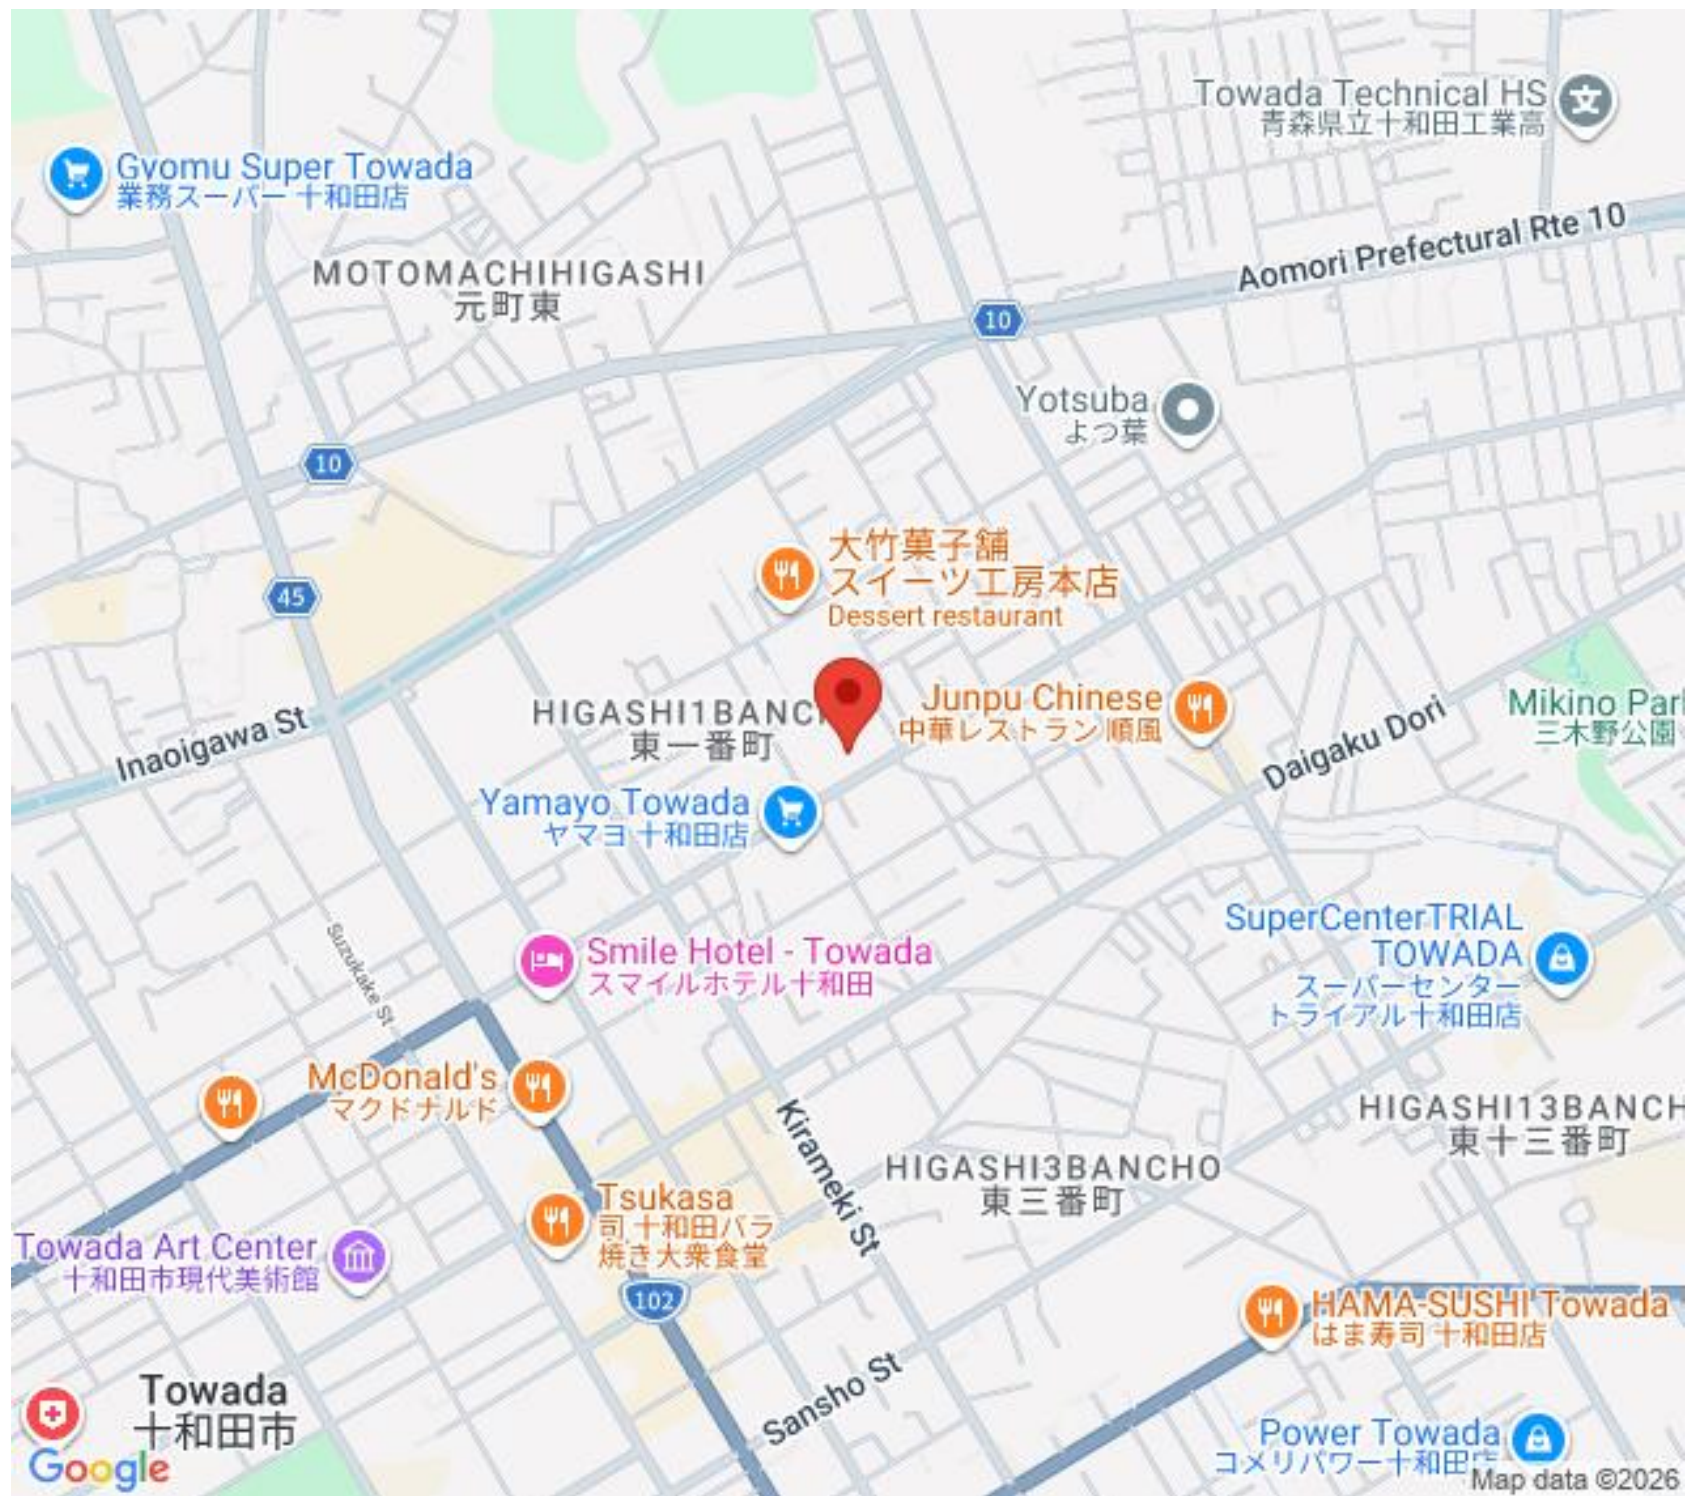 Towada Technical HS
青森県立十和田工業高
Gyomu Super Towada
業務スーパー 十和田店
Aomori Prefectural Rte 10
MOTOMACHIHIGASHI
元町東
10
Yotsuba
よつ葉
10
大竹菓子舗
スイーツ工房本店
Dessert restaurant
45
Junpu Chinese
中華レストラン 順風
Mikino Par
三木野公園
HIGASHI1BANC
東一番町
Daigaku Dori
Inaoigawa St
Yamayo Towada
ヤマヨ 十和田店
SuperCenterTRIAL
TOWADA
スーパーセンター
トライアル十和田店
Smile Hotel - Towada
スマイルホテル十和田
Suzukake St
McDonald's
マクドナルド
Kirameki St
HIGASHI13BANCH
東十三番町
HIGASHI3BANCHO
東三番町
Tsukasa
司 十和田バラ
焼き大衆食堂
Towada Art Center
十和田市現代美術館
102
HAMA-SUSHI Towada
はま寿司 十和田店
Sansho St
Towada
十和田市
Power Towada
コメリパワー十和田店
Google
Map data ©2026